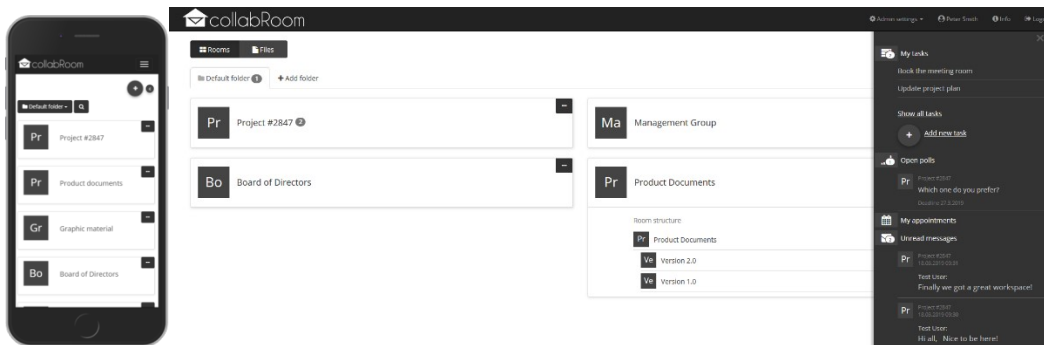 collabRoom
Default folder
Pr Project #2847
Pr Product documents
Gr Graphic material
Bo Board of Directors
collabRoom
Admin settings Peter Smith Info
Rooms Files
Default folder 1 + Add folder
Pr Project #2847 2
Ma Management Group
Bo Board of Directors
Pr Product Documents
Room structure
Pr Product Documents
Ve Version 2.0
Ve Version 1.0
My tasks
Book the meeting room
Update project plan
Show all tasks
+ Add new task
Open polls
Pr Project #2847
Which one do you prefer?
My appointments
Unread messages
Pr Project #2847
Test User:
Finally we got a great workspace!
Pr Project #2847
Test User:
Hi all, Nice to be here!